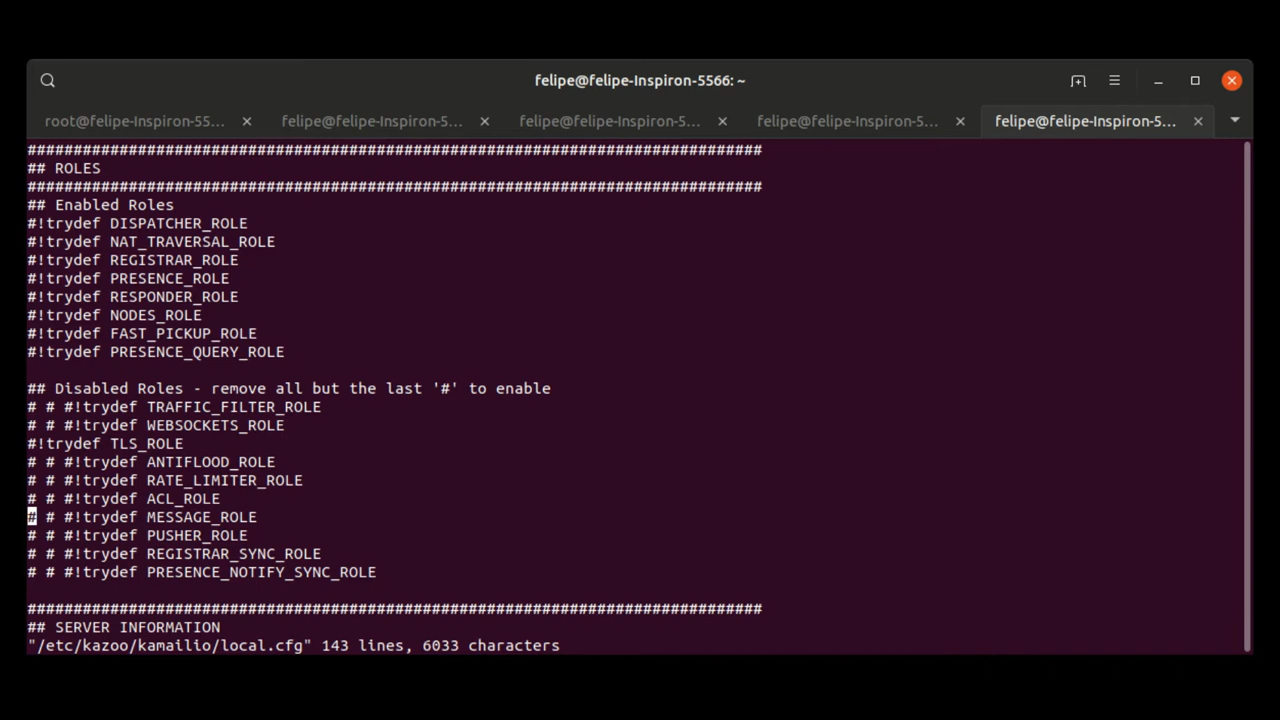 felipe@felipe-Inspiron-5566: ~
root@felipe-Inspiron-55... felipe@felipe-Inspiron-5... felipe@felipe-Inspiron-5... felipe@felipe-Inspiron-5... felipe@felipe-Inspiron-5...
################################################################################
## ROLES
################################################################################
## Enabled Roles
#!trydef DISPATCHER_ROLE
#!trydef NAT_TRAVERSAL_ROLE
#!trydef REGISTRAR_ROLE
#!trydef PRESENCE_ROLE
#!trydef RESPONDER_ROLE
#!trydef NODES_ROLE
#!trydef FAST_PICKUP_ROLE
#!trydef PRESENCE_QUERY_ROLE
## Disabled Roles - remove all but the last '#' to enable
# # #!trydef TRAFFIC_FILTER_ROLE
# # #!trydef WEBSOCKETS_ROLE
#!trydef TLS_ROLE
# # #!trydef ANTIFLOOD_ROLE
# # #!trydef RATE_LIMITER_ROLE
# # #!trydef ACL_ROLE
# # #!trydef MESSAGE_ROLE
# # #!trydef PUSHER_ROLE
# # #!trydef REGISTRAR_SYNC_ROLE
# # #!trydef PRESENCE_NOTIFY_SYNC_ROLE
################################################################################
## SERVER INFORMATION
"/etc/kazoo/kamailio/local.cfg" 143 lines, 6033 characters